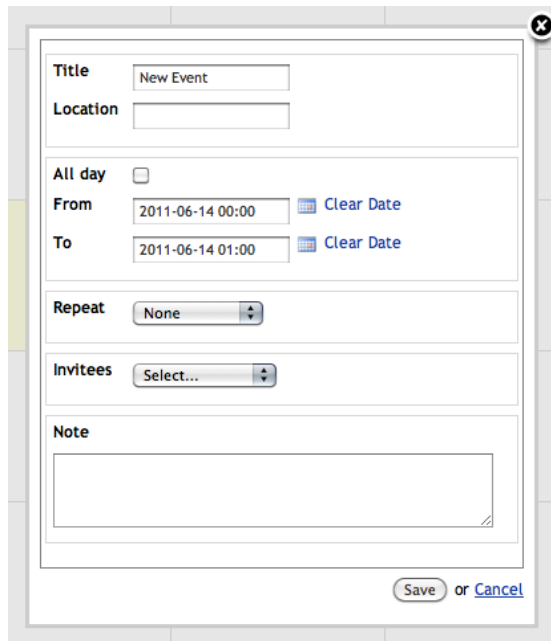 Title New Event
Location
All day
From 2011-06-14 00:00 Clear Date
To 2011-06-14 01:00 Clear Date
Repeat None
Invitees Select...
Note
Save or Cancel